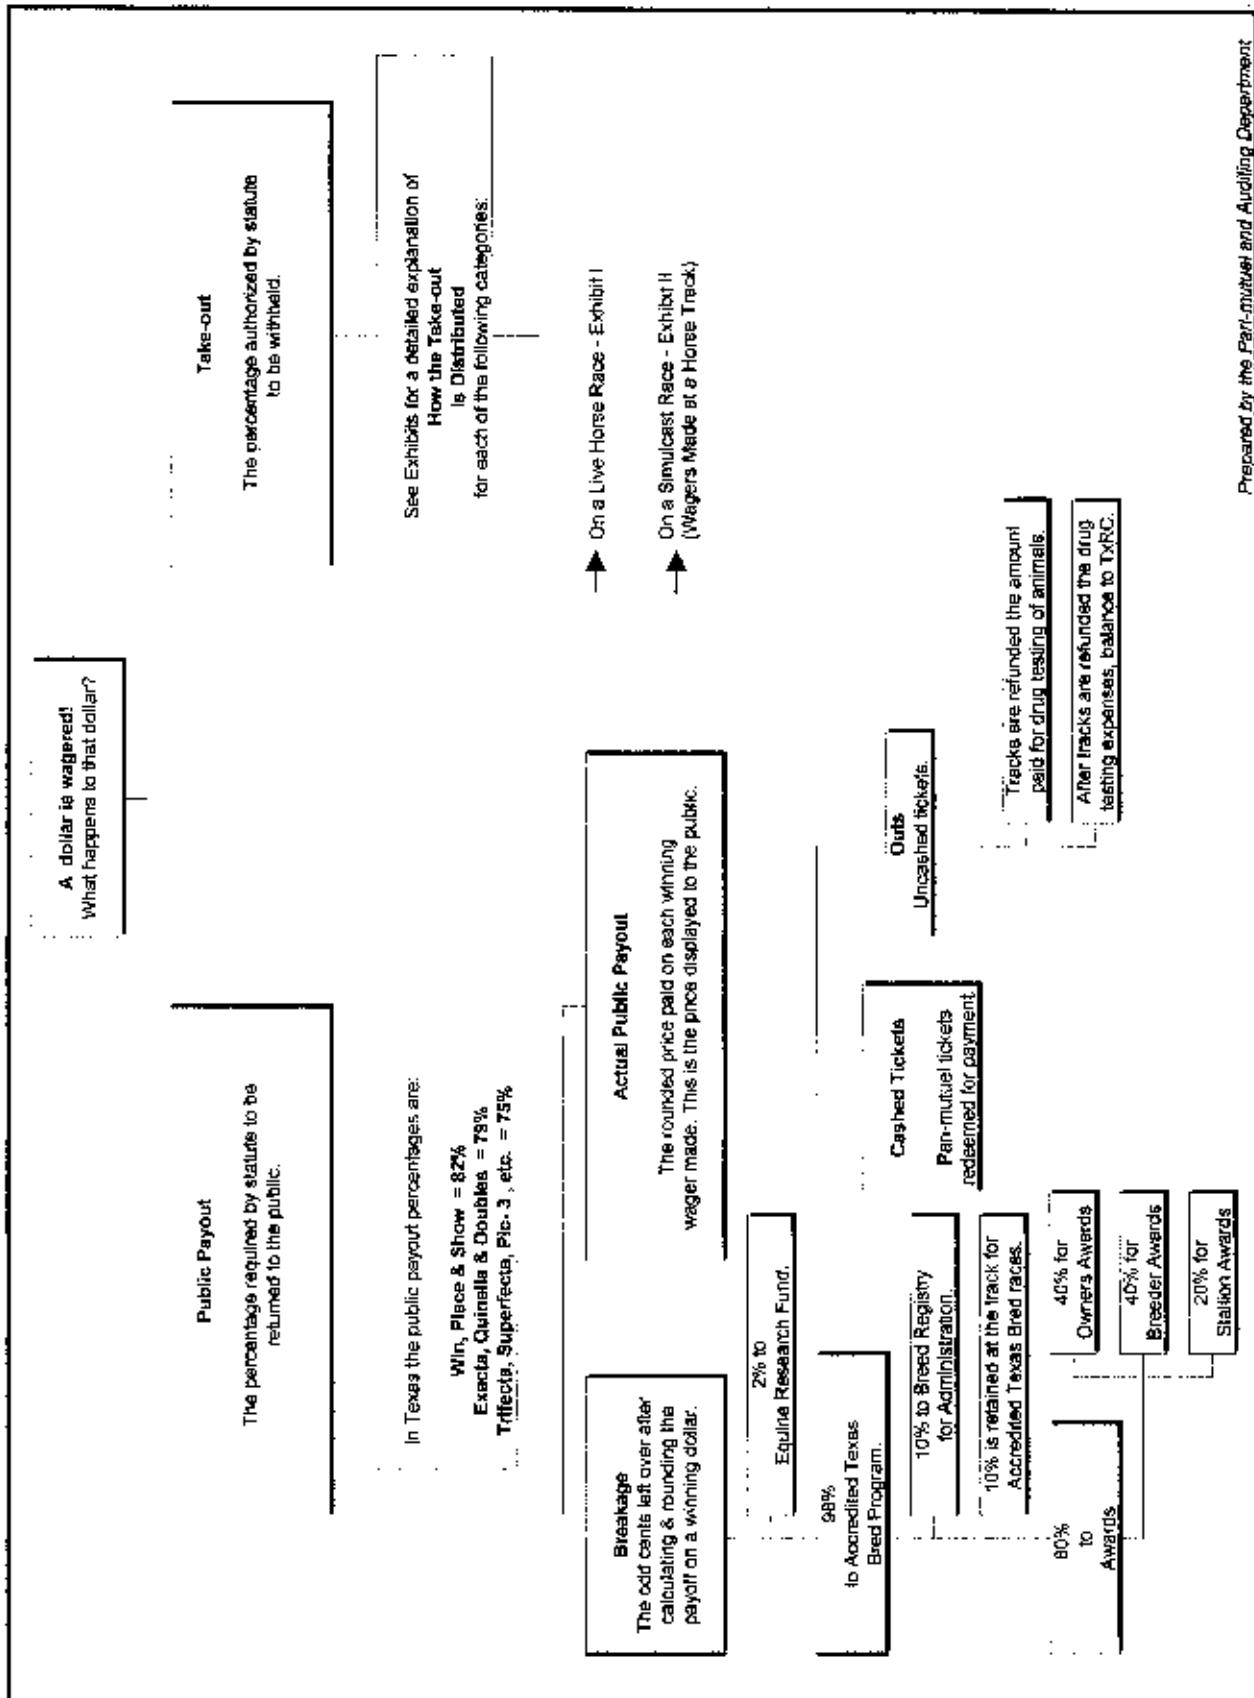 A dollar is wagered!
What happens to that dollar?
Public Payout
The percentage required by statute to be
returned to the public.
Take-out
The percentage authorized by statute
to be withheld.
In Texas the public payout percentages are:
Win, Place & Show = 82%
Exacta, Quinella & Doubles = 79%
Trifecta, Superfecta, Pic-3, etc. = 75%
See Exhibits for a detailed explanation of
How the Take-out
is Distributed
for each of the following categories:
Breakage
The odd cents left over after
calculating & rounding the
payoff on a winning dollar.
Actual Public Payout
The rounded price paid on each winning
wager made. This is the price displayed to the public.
On a Live Horse Race - Exhibit I
On a Simulcast Race - Exhibit II
(Wagers Made at a Horse Track)
2% to
Equine Research Fund.
98%
to Accredited Texas
Bred Program.
Cashed Tickets
Pari-mutuel tickets
redeemed for payment
Outs
Uncashed tickets.
10% to Breed Registry
for Administration.
10% is retained at the track for
Accredited Texas Bred races.
Tracks are refunded the amount
paid for drug testing of animals.
After tracks are refunded the drug
testing expenses, balance to TxRC.
80%
to
Awards
40% for
Owners Awards
40% for
Breeder Awards
20% for
Stallion Awards
Prepared by the Pari-mutuel and Auditing Department